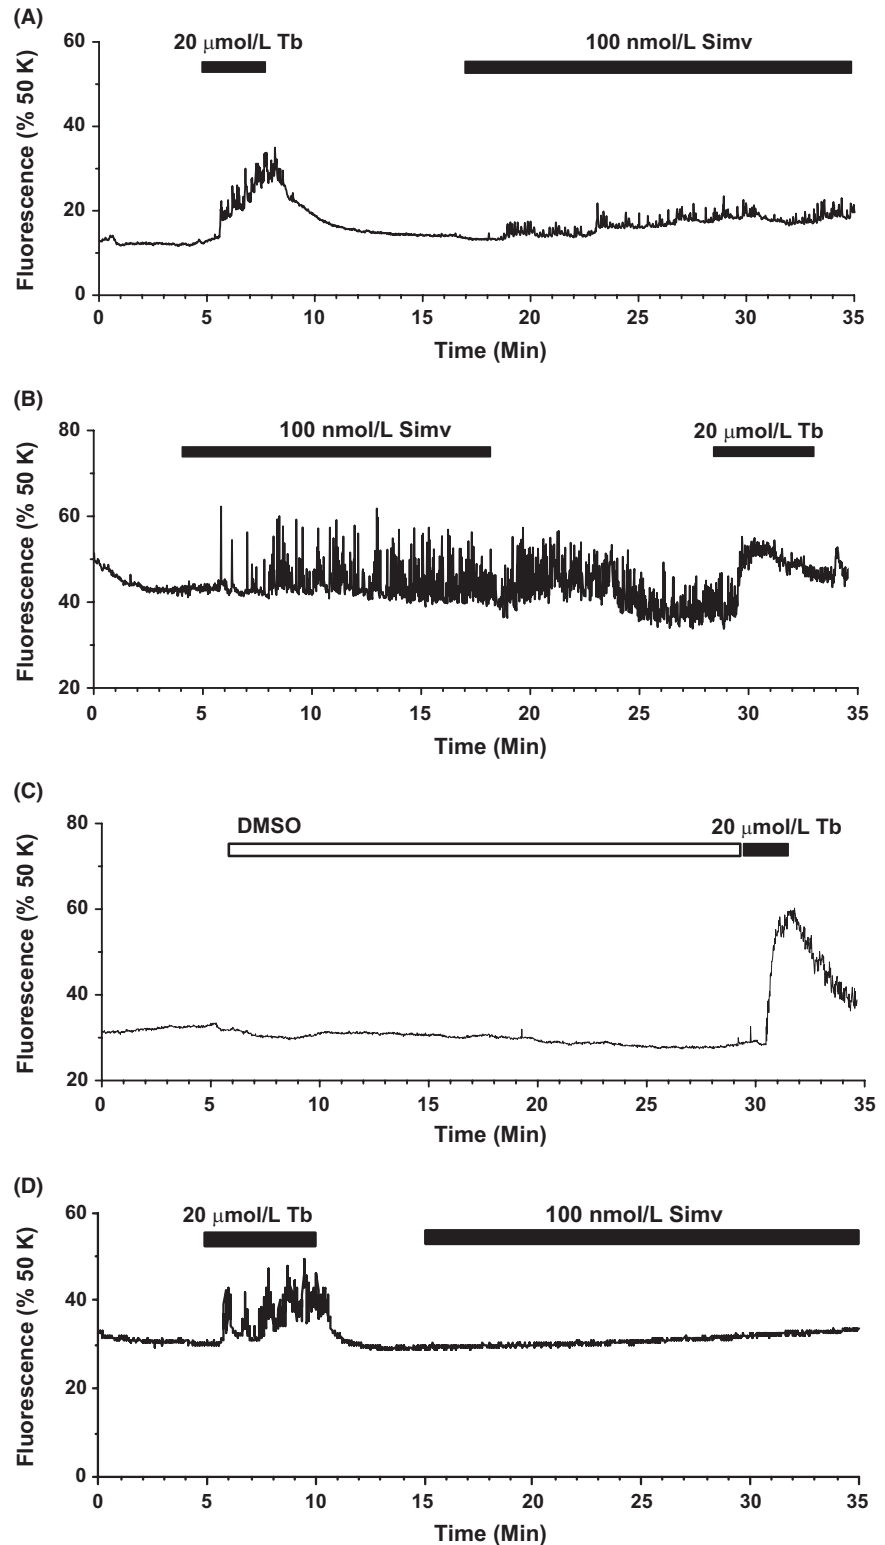 (A)
20 μmol/L Tb
100 nmol/L Simv
Fluorescence (% 50 K)
60
40
20
0
0 5 10 15 20 25 30 35
Time (Min)
(B)
100 nmol/L Simv
20 μmol/L Tb
Fluorescence (% 50 K)
80
60
40
20
0 5 10 15 20 25 30 35
Time (Min)
(C)
DMSO
20 μmol/L Tb
Fluorescence (% 50 K)
80
60
40
20
0 5 10 15 20 25 30 35
Time (Min)
(D)
20 μmol/L Tb
100 nmol/L Simv
Fluorescence (% 50 K)
60
40
20
0
0 5 10 15 20 25 30 35
Time (Min)